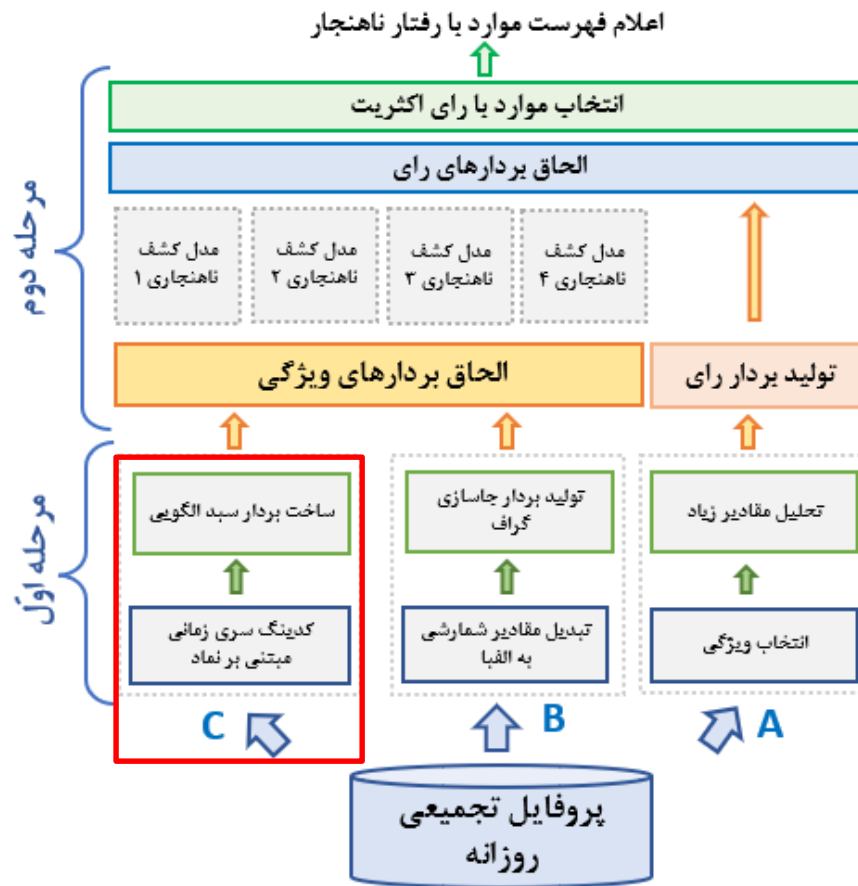 اعلام فهرست موارد با رفتار ناهنجار
انتخاب موارد با رای اکثریت
الحاق بردارهای رای
مرحله دوم
مدل کشف
ناهنجاری ۱
مدل کشف
ناهنجاری ۲
مدل کشف
ناهنجاری ۳
مدل کشف
ناهنجاری ۴
تولید بردار رای
الحاق بردارهای ویژگی
مرحله اوّل
تحلیل مقادیر زیاد
تولید بردار جاسازی
گراف
ساخت بردار سبد الگویی
انتخاب ویژگی
تبدیل مقادیر شمارشی
به الفبا
کدینگ سری زمانی
مبتنی بر نماد
A
B
C
پروفایل تجمیعی
روزانه